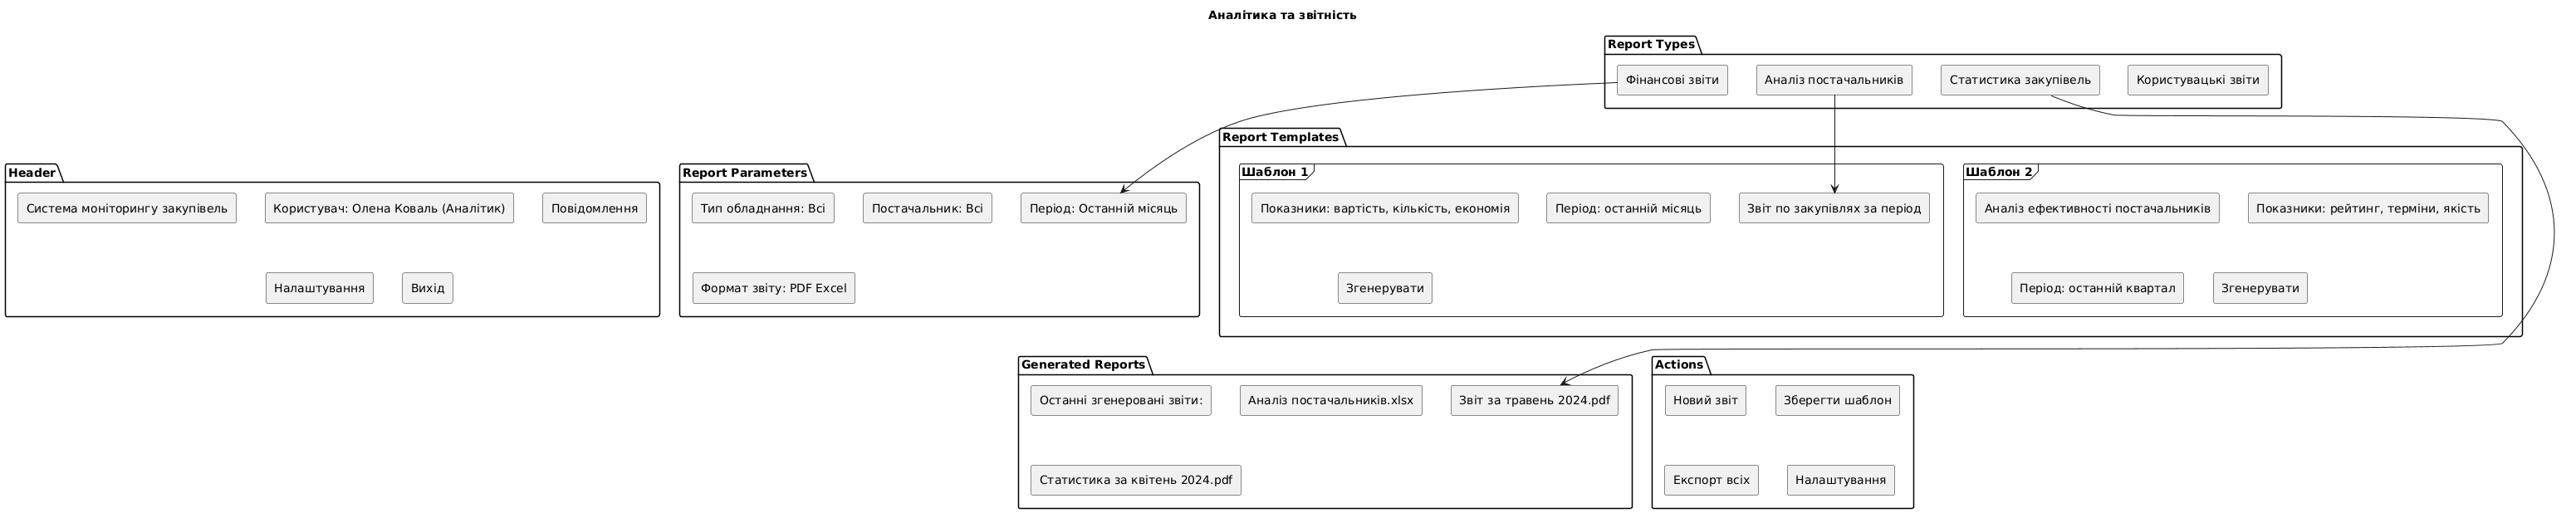 Аналітика та звітність
Report Types
Фінансові звіти
Аналіз постачальників
Статистика закупівель
Користувацькі звіти
Header
Система моніторингу закупівель
Користувач: Олена Коваль (Аналітик)
Повідомлення
Налаштування
Вихід
Report Parameters
Тип обладнання: Всі
Постачальник: Всі
Період: Останній місяць
Формат звіту: PDF Excel
Report Templates
Шаблон 1
Показники: вартість, кількість, економія
Період: останній місяць
Звіт по закупівлях за період
Згенерувати
Шаблон 2
Аналіз ефективності постачальників
Показники: рейтинг, терміни, якість
Період: останній квартал
Згенерувати
Generated Reports
Останні згенеровані звіти:
Аналіз постачальників.xlsx
Звіт за травень 2024.pdf
Статистика за квітень 2024.pdf
Actions
Новий звіт
Зберегти шаблон
Експорт всіх
Налаштування